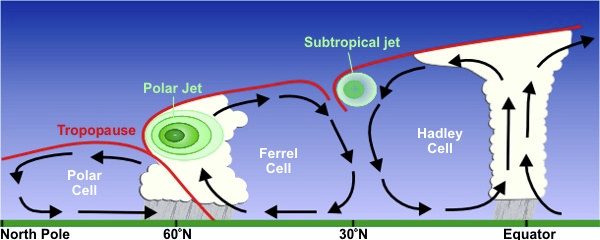 Subtropical jet
Polar Jet
Tropopause
Polar
Cell
Ferrel
Cell
Hadley
Cell
North Pole
60°N
30°N
Equator